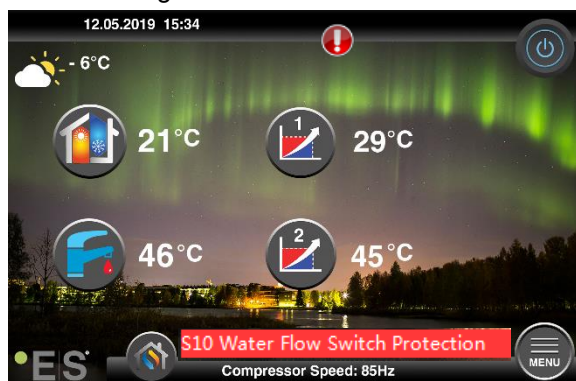 12.05.2019 15:34
- 6°C
21°C
1
29°C
46°C
2
45°C
S10 Water Flow Switch Protection
ES
MENU
Compressor Speed: 85Hz